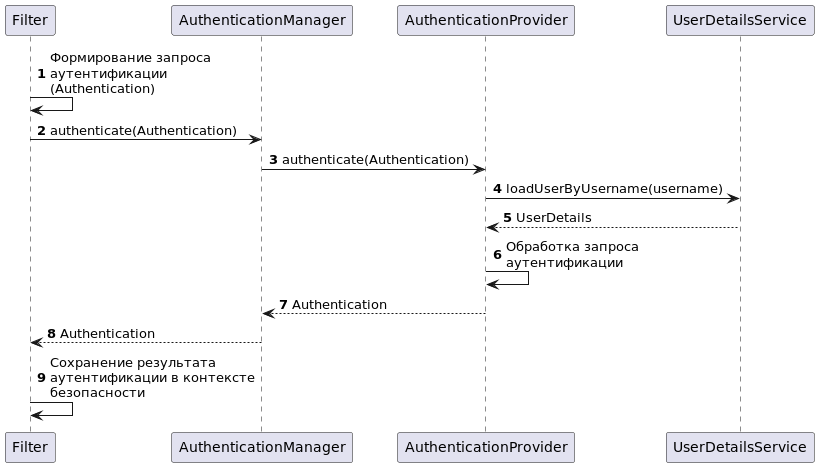 Filter
AuthenticationManager
AuthenticationProvider
UserDetailsService
Формирование запроса
1 аутентификации
(Authentication)
2 authenticate(Authentication)
3 authenticate(Authentication)
4 loadUserByUsername(username)
5 UserDetails
Обработка запроса
6
аутентификации
7 Authentication
8 Authentication
Сохранение результата
9 аутентификации в контексте
безопасности
Filter
AuthenticationManager
AuthenticationProvider
UserDetailsService